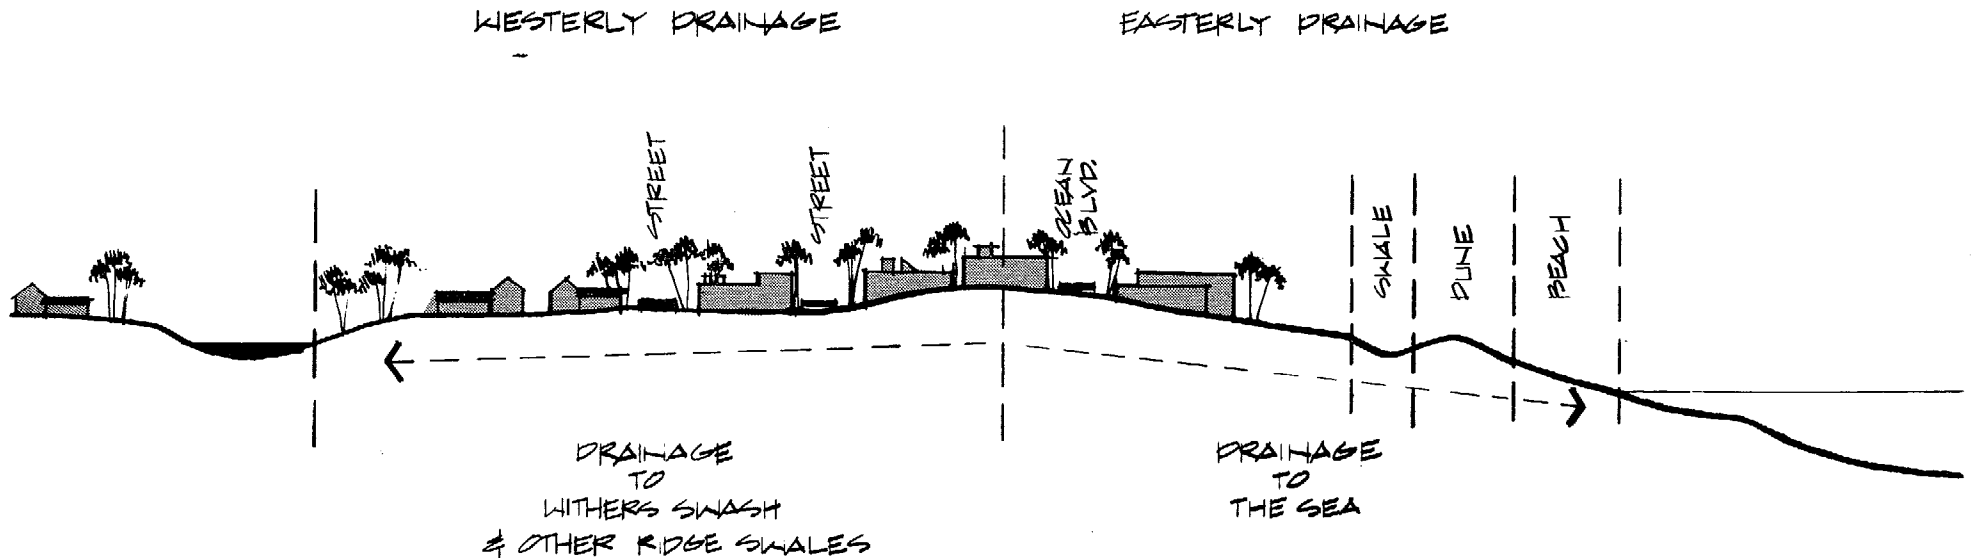 WESTERLY DRAINAGE
EASTERLY DRAINAGE
STREET
STREET
OCEAN
BLVD.
SWALE
DUNE
BEACH
DRAINAGE
TO
WITHERS SWASH
& OTHER RIDGE SWALES
DRAINAGE
TO
THE SEA